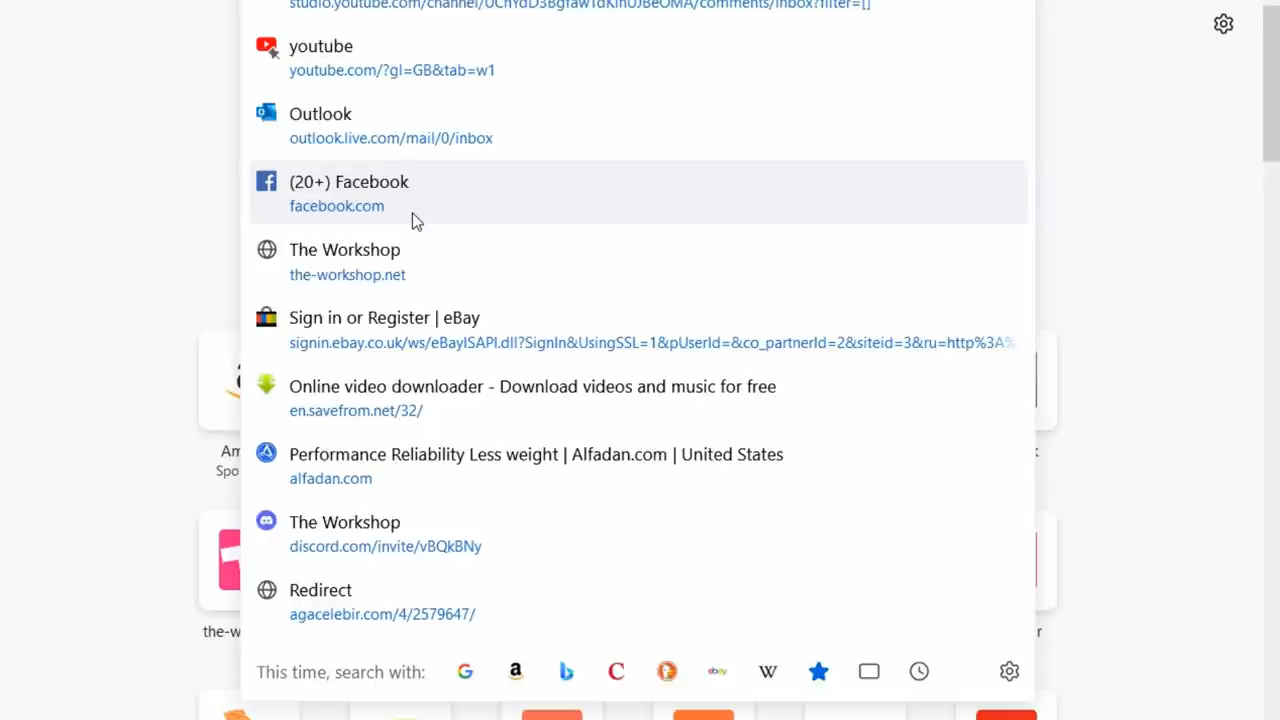 youtube
youtube.com/?gl=GB&tab=w1
Outlook
outlook.live.com/mail/0/inbox
(20+) Facebook
facebook.com
The Workshop
the-workshop.net
Sign in or Register | eBay
signin.ebay.co.uk/ws/eBayISAPI.dll?SignIn&UsingSSL=1&pUserId=&co_partnerId=2&siteid=3&ru=http%3A%
Online video downloader - Download videos and music for free
en.savefrom.net/32/
Am
Performance Reliability Less weight | Alfadan.com | United States
Spo
alfadan.com
The Workshop
discord.com/invite/vBQkBNy
Redirect
agacelebir.com/4/2579647/
the-w
r
This time, search with: